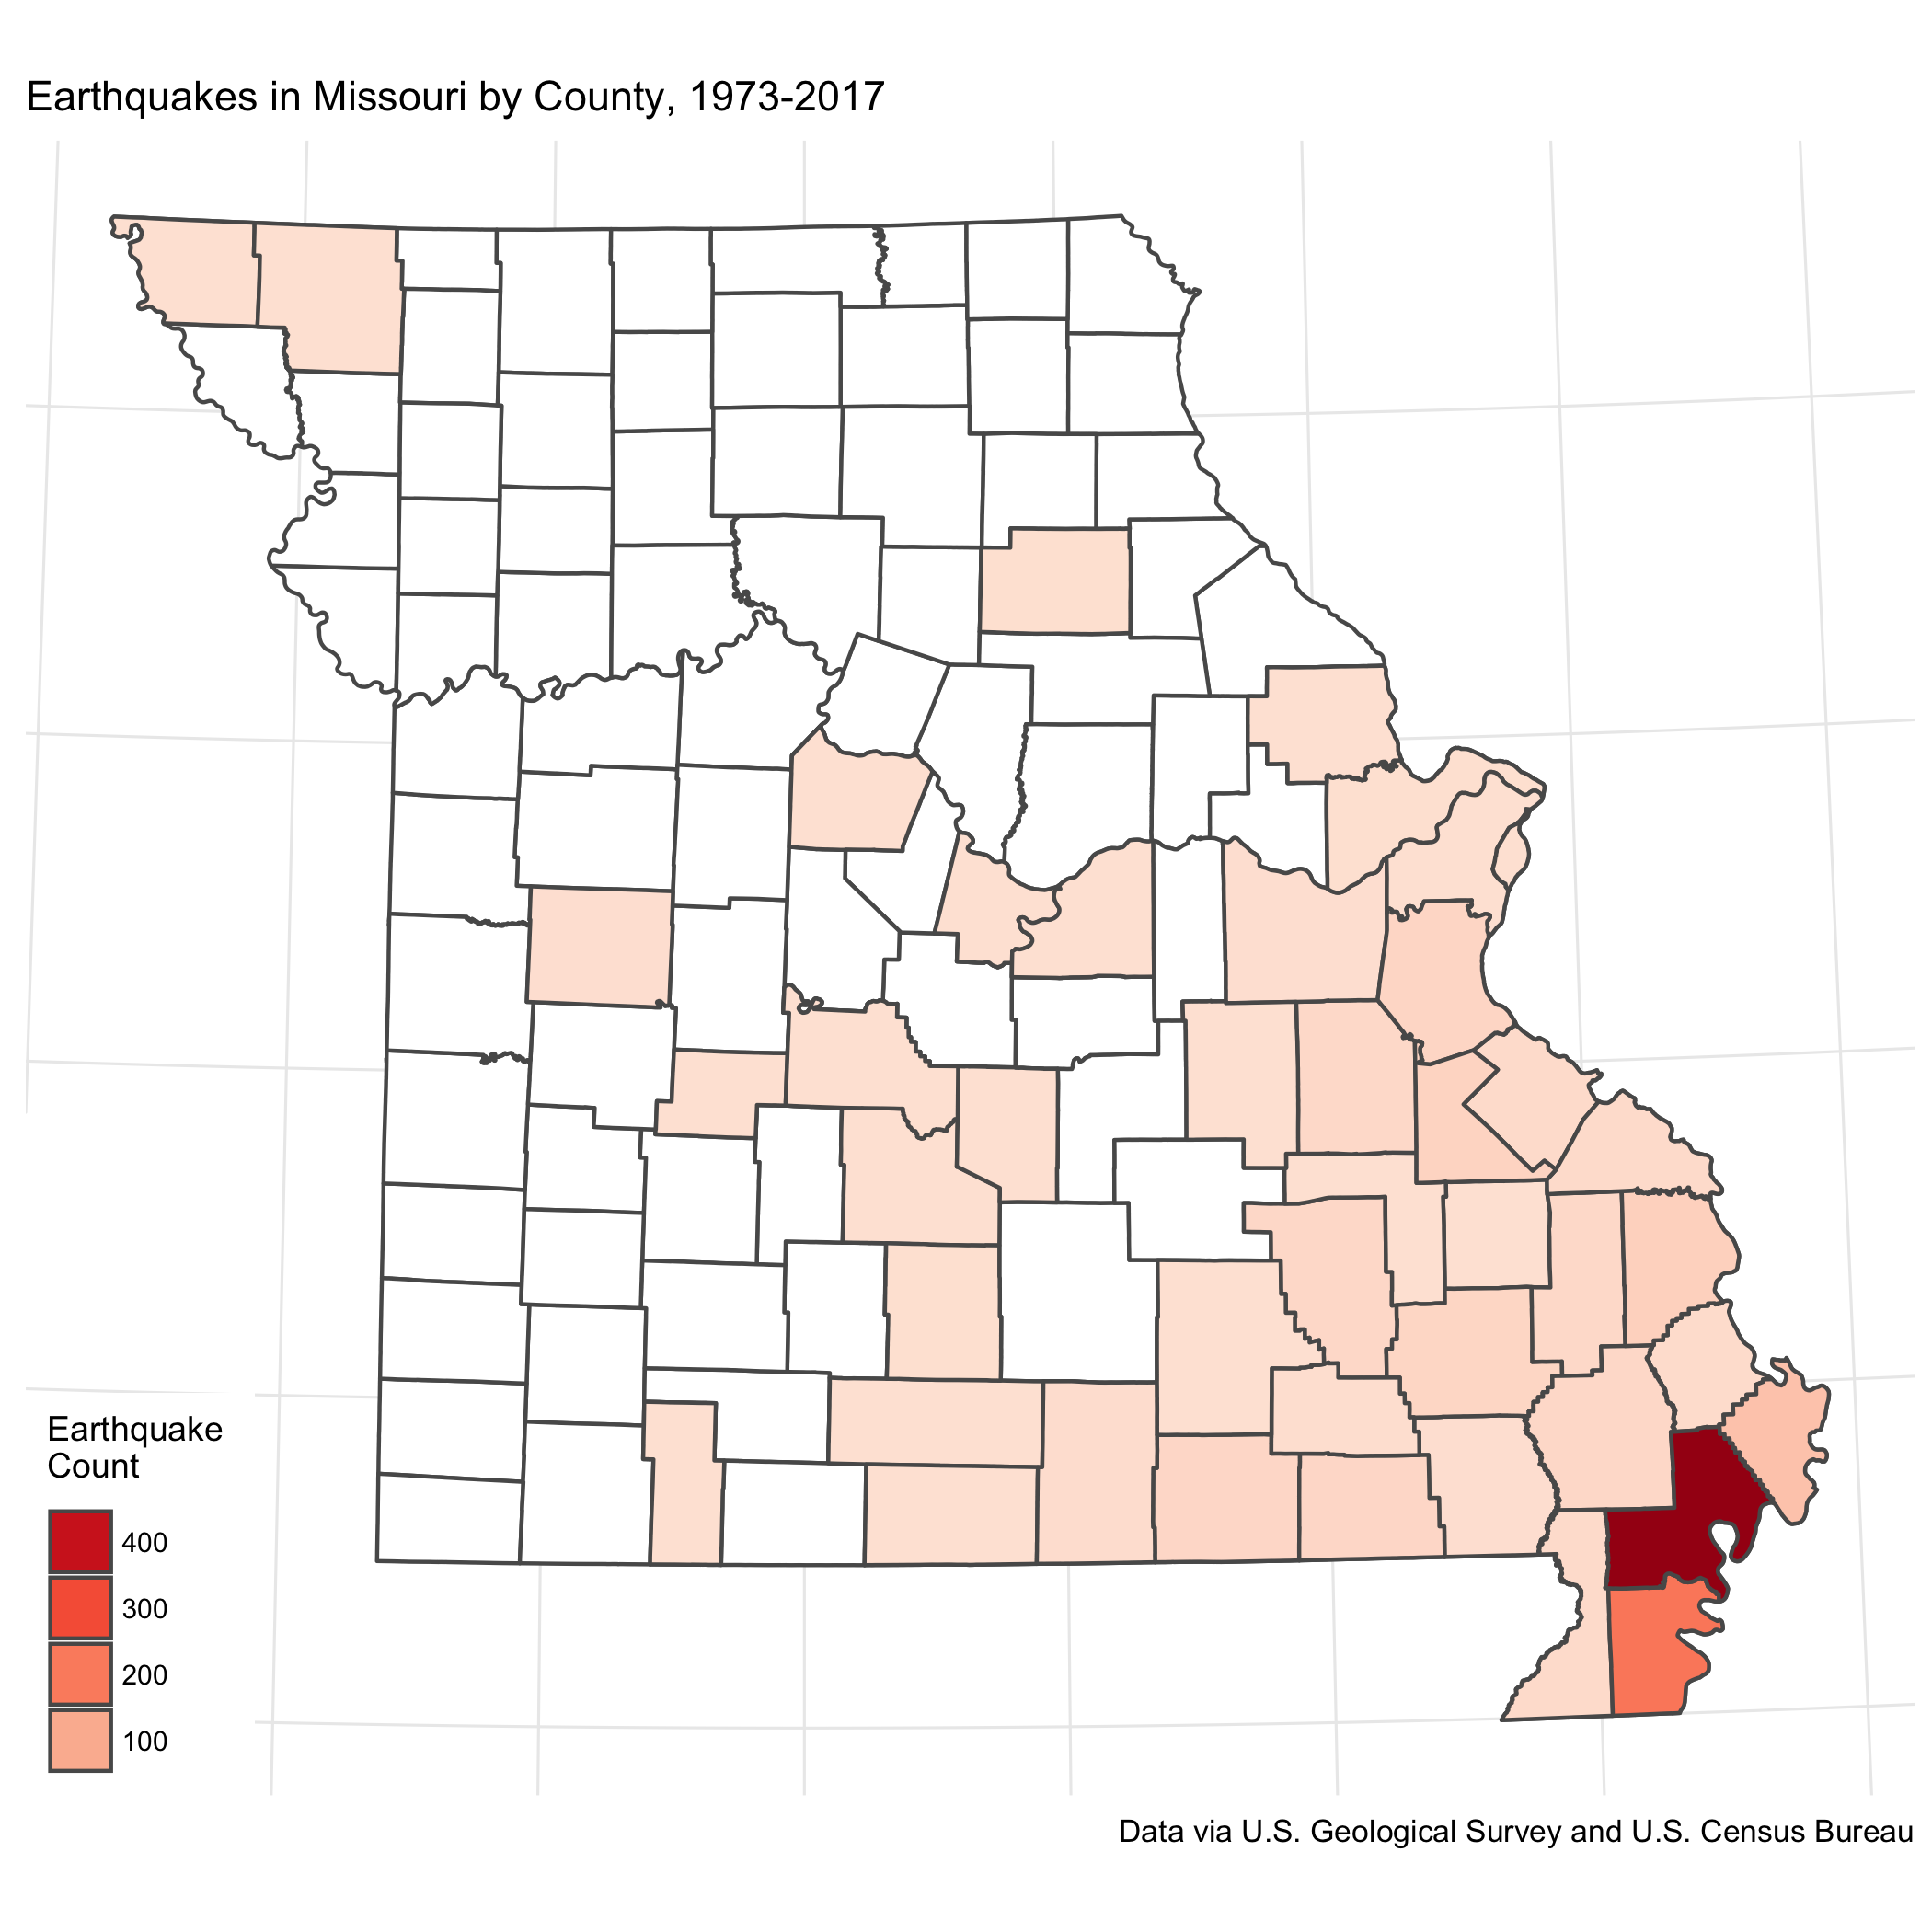 Earthquakes in Missouri by County, 1973-2017
Earthquake
Count
400
300
200
100
Data via U.S. Geological Survey and U.S. Census Bureau